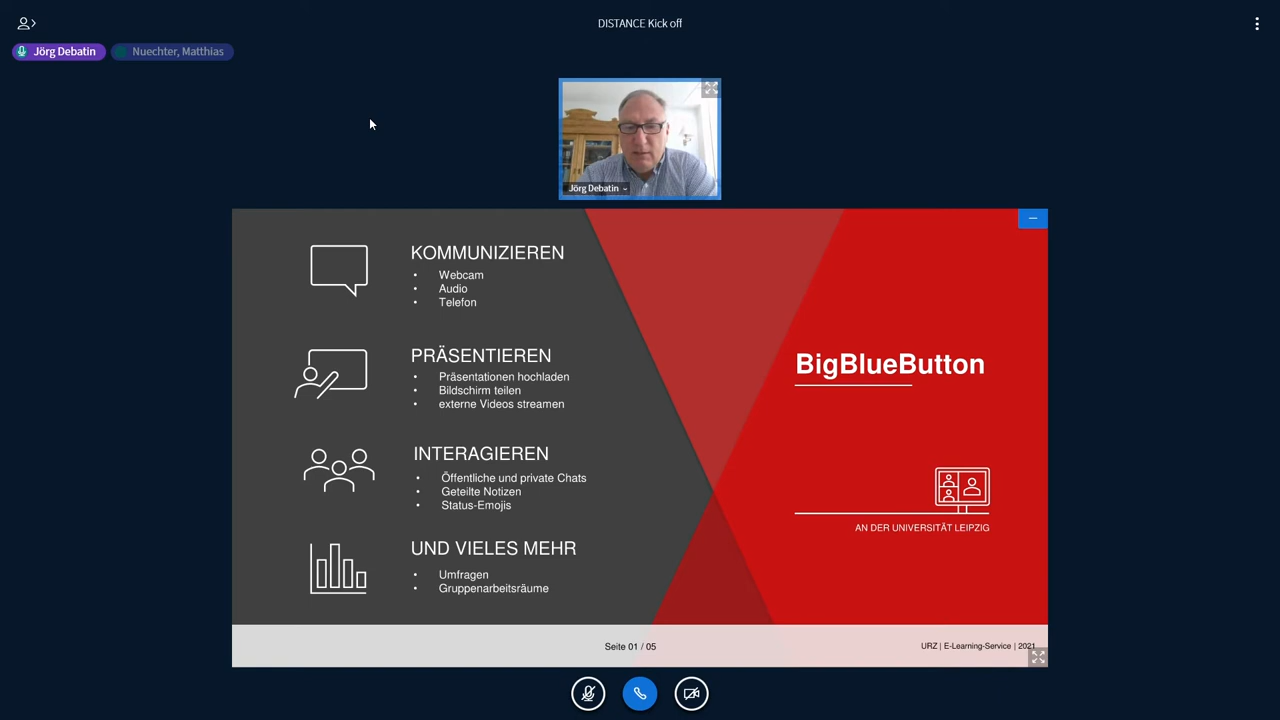 DISTANCE Kick off
Jörg Debatin
Nuechter, Matthias
Jörg Debatin
KOMMUNIZIEREN
• Webcam
• Audio
• Telefon
PRÄSENTIEREN
• Präsentationen hochladen
• Bildschirm teilen
• externe Videos streamen
INTERAGIEREN
• Öffentliche und private Chats
• Geteilte Notizen
• Status-Emojis
UND VIELES MEHR
• Umfragen
• Gruppenarbeitsräume
BigBlueButton
AN DER UNIVERSITÄT LEIPZIG
Seite 01 / 05
URZ | E-Learning-Service | 2021